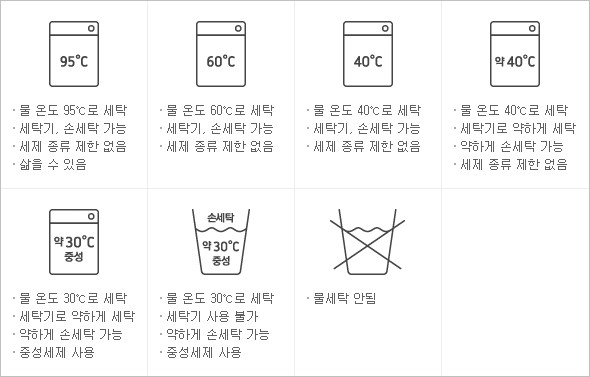 95℃
· 물 온도 95℃로 세탁
· 세탁기, 손세탁 가능
· 세제 종류 제한 없음
· 삶을 수 있음
60℃
· 물 온도 60℃로 세탁
· 세탁기, 손세탁 가능
· 세제 종류 제한 없음
40℃
· 물 온도 40℃로 세탁
· 세탁기, 손세탁 가능
· 세제 종류 제한 없음
약 40℃
· 물 온도 40℃로 세탁
· 세탁기로 약하게 세탁
· 약하게 손세탁 가능
· 세제 종류 제한 없음
약 30℃
중성
· 물 온도 30℃로 세탁
· 세탁기로 약하게 세탁
· 약하게 손세탁 가능
· 중성세제 사용
손세탁
약 30℃
중성
· 물 온도 30℃로 세탁
· 세탁기 사용 불가
· 약하게 손세탁 가능
· 중성세제 사용
· 물세탁 안됨